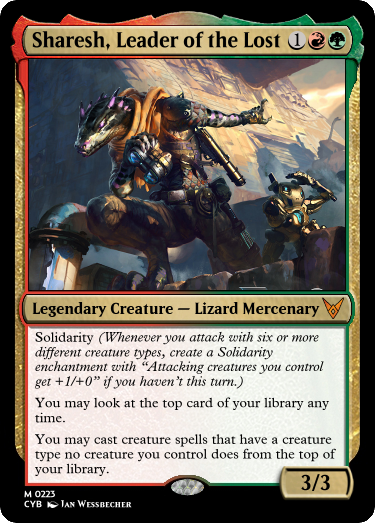 Sharesh, Leader of the Lost 1
Legendary Creature — Lizard Mercenary
Solidarity (Whenever you attack with six or more
different creature types, create a Solidarity
enchantment with “Attacking creatures you control
get +1/+0” if you haven’t this turn.)
You may look at the top card of your library any
time.
You may cast creature spells that have a creature
type no creature you control does from the top of
your library.
3/3
M 0223
CYB Ian Wessbecher